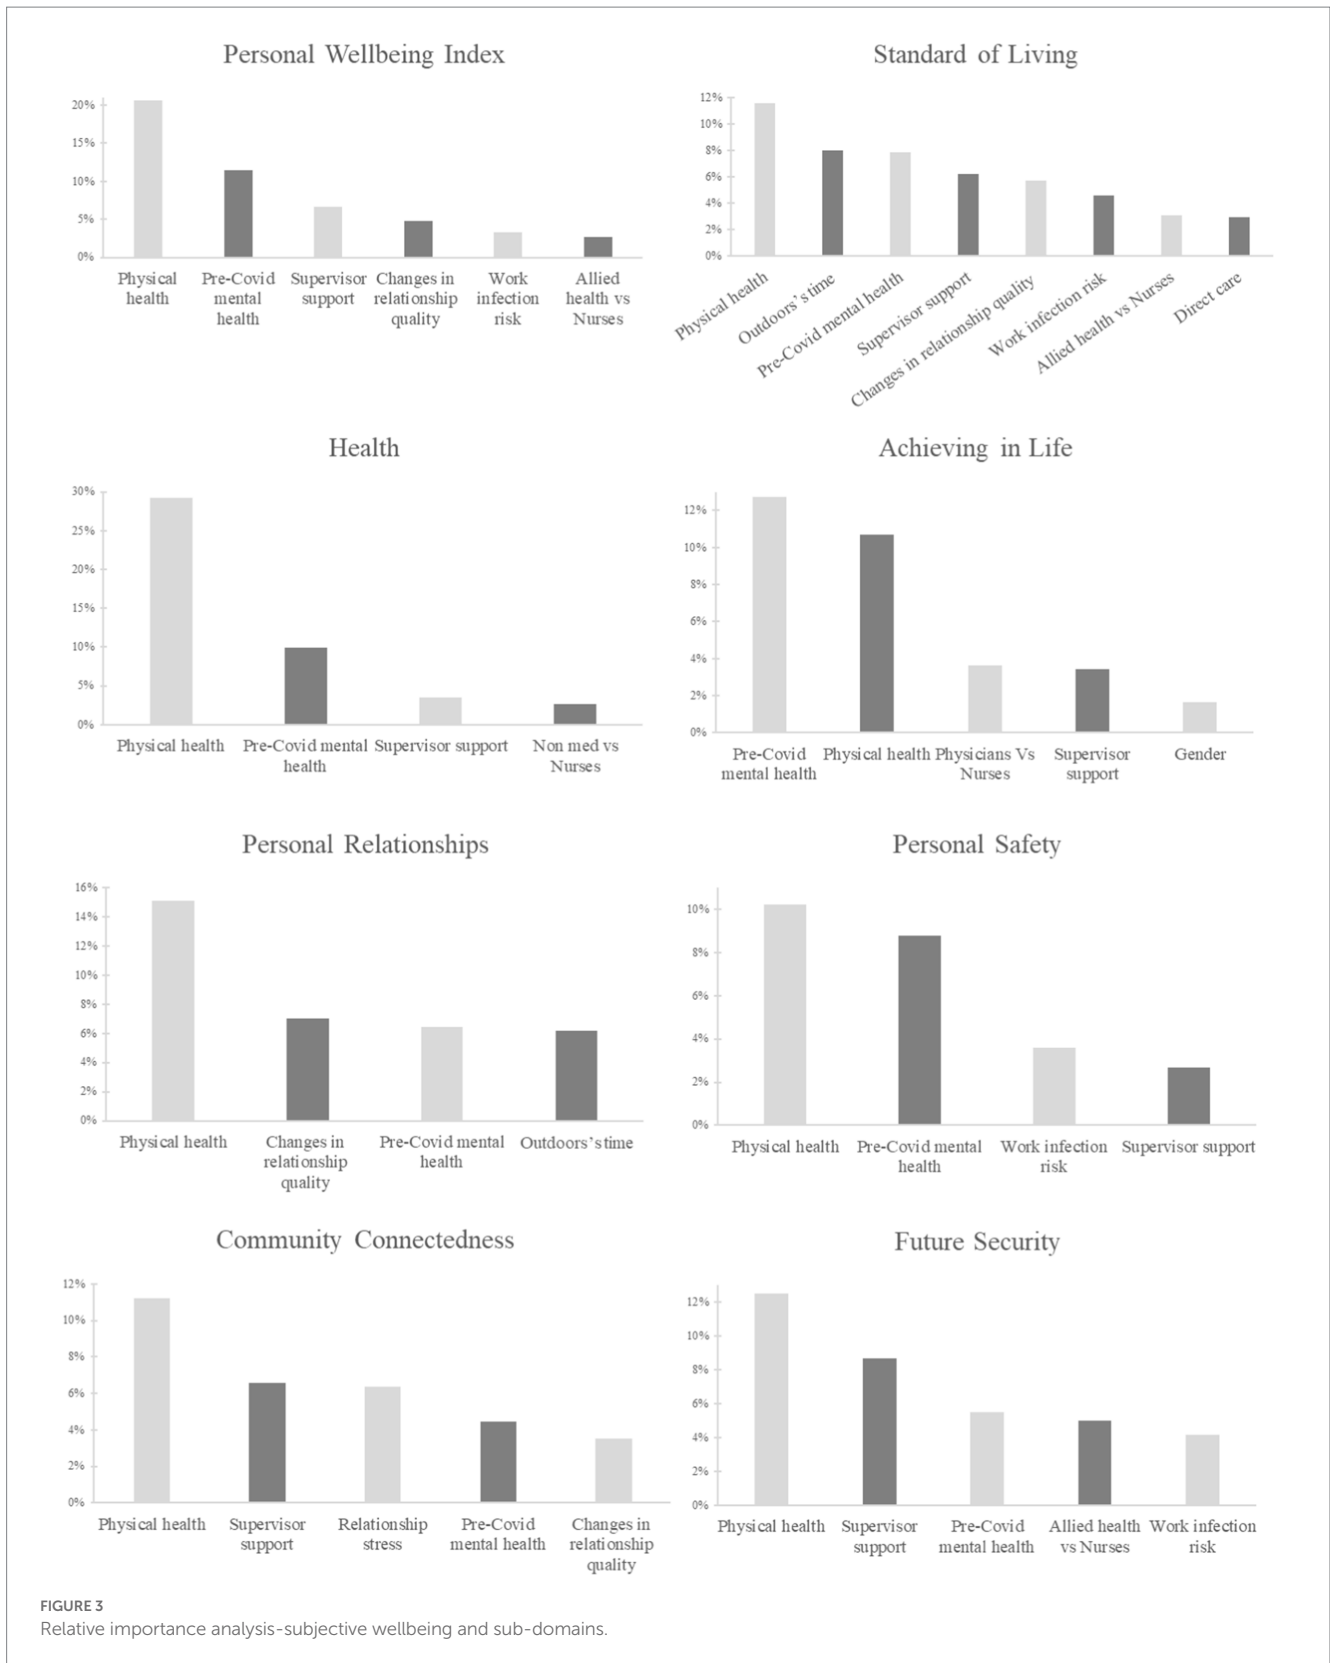 Personal Wellbeing Index
20%
15%
10%
5%
0%
Physical health
Pre-Covid mental health
Supervisor support
Changes in relationship quality
Work infection risk
Allied health vs Nurses
Standard of Living
12%
10%
8%
6%
4%
2%
0%
Physical health
Outdoors's time
Pre-Covid mental health
Supervisor support
Changes in relationship quality
Work infection risk
Allied health vs Nurses
Direct care
Health
30%
25%
20%
15%
10%
5%
0%
Physical health
Pre-Covid mental health
Supervisor support
Non med vs Nurses
Achieving in Life
12%
10%
8%
6%
4%
2%
0%
Pre-Covid mental health
Physical health
Physicians Vs Nurses
Supervisor support
Gender
Personal Relationships
16%
14%
12%
10%
8%
6%
4%
2%
0%
Physical health
Changes in relationship quality
Pre-Covid mental health
Outdoors's time
Personal Safety
10%
8%
6%
4%
2%
0%
Physical health
Pre-Covid mental health
Work infection risk
Supervisor support
Community Connectedness
12%
10%
8%
6%
4%
2%
0%
Physical health
Supervisor support
Relationship stress
Pre-Covid mental health
Changes in relationship quality
Future Security
12%
10%
8%
6%
4%
2%
0%
Physical health
Supervisor support
Pre-Covid mental health
Allied health vs Nurses
Work infection risk
FIGURE 3
Relative importance analysis-subjective wellbeing and sub-domains.